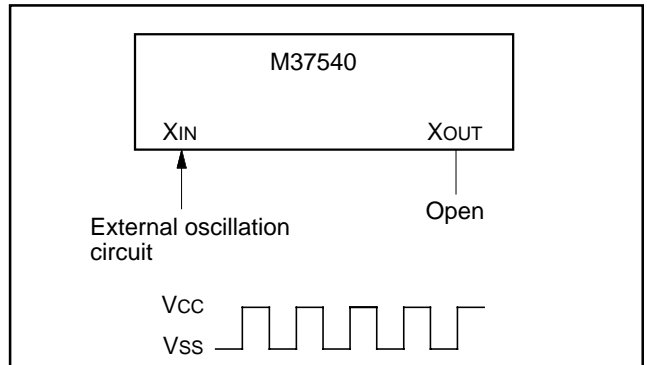 M37540
XIN XOUT
External oscillation
circuit
Open
VCC
VSS